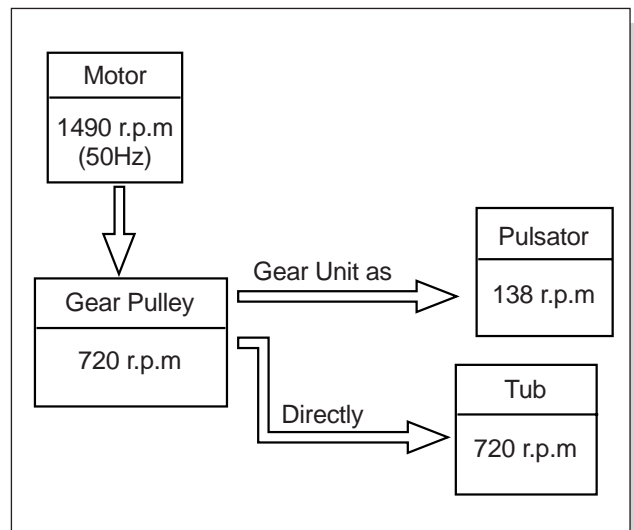 Motor
1490 r.p.m
(50Hz)
Gear Pulley
720 r.p.m
Gear Unit as
Pulsator
138 r.p.m
Directly
Tub
720 r.p.m